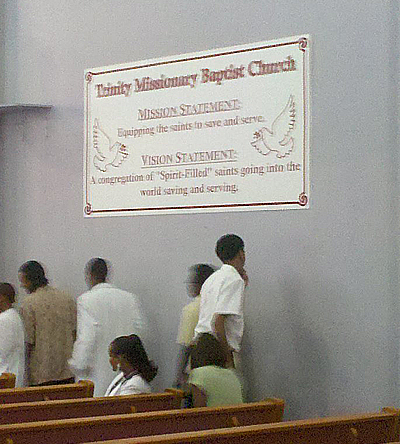 Trinity Missionary Baptist Church
MISSION STATEMENT:
Equipping the saints to save and serve.
VISION STATEMENT:
A congregation of "Spirit-Filled" saints going into the
world saving and serving.